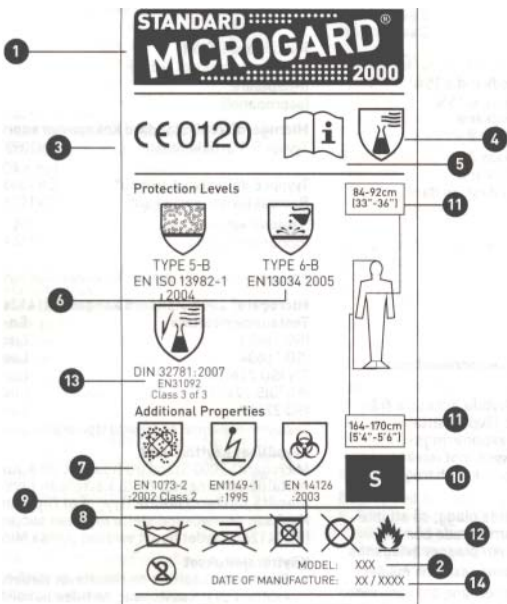 STANDARD
MICROGARD®
2000
1
CE 0120
i
3
4
5
Protection Levels
84-92cm
[33"-36"]
11
TYPE 5-B
EN ISO 13982-1
:2004
TYPE 6-B
EN13034 2005
6
DIN 32781:2007
EN31092
Class 3 of 3
13
Additional Properties
164-170cm
[5'4"-5'6"]
11
EN 1073-2
:2002 Class 2
EN1149-1
:1995
EN 14126
:2003
7
9
8
S
10
12
2
MODEL: XXX
2
DATE OF MANUFACTURE: XX / XXXX
14